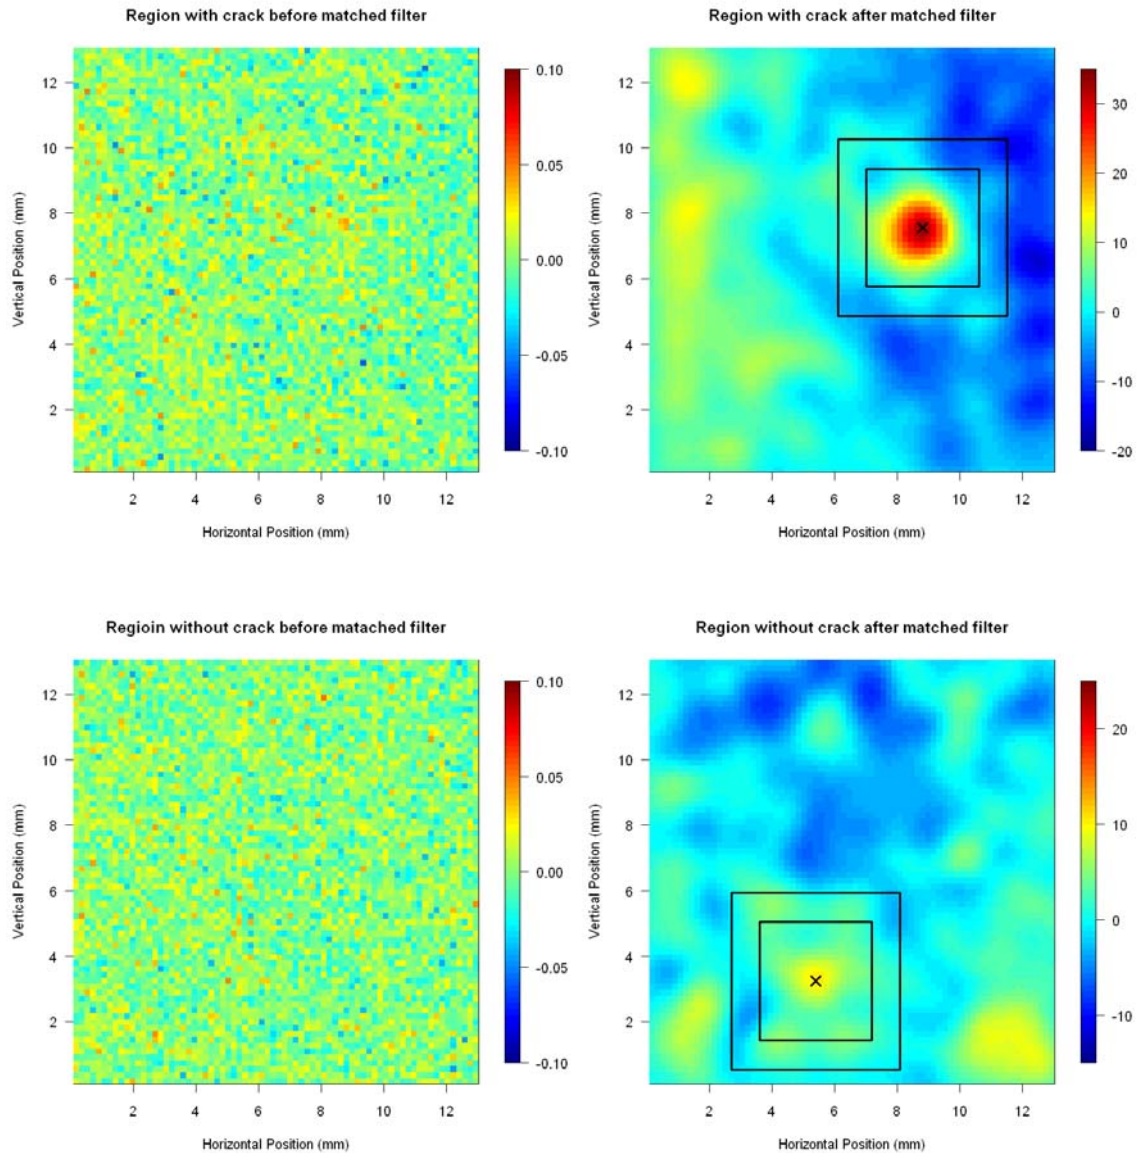 Region with crack before matched filter
Region with crack after matched filter
12
10
8
6
4
2
Vertical Position (mm)
2 4 6 8 10 12
Horizontal Position (mm)
0.10
0.05
0.00
-0.05
-0.10
12
10
8
6
4
2
Vertical Position (mm)
2 4 6 8 10 12
Horizontal Position (mm)
30
20
10
0
-10
-20
Regioin without crack before matached filter
Region without crack after matched filter
12
10
8
6
4
2
Vertical Position (mm)
2 4 6 8 10 12
Horizontal Position (mm)
0.10
0.05
0.00
-0.05
-0.10
12
10
8
6
4
2
Vertical Position (mm)
2 4 6 8 10 12
Horizontal Position (mm)
20
10
0
-10